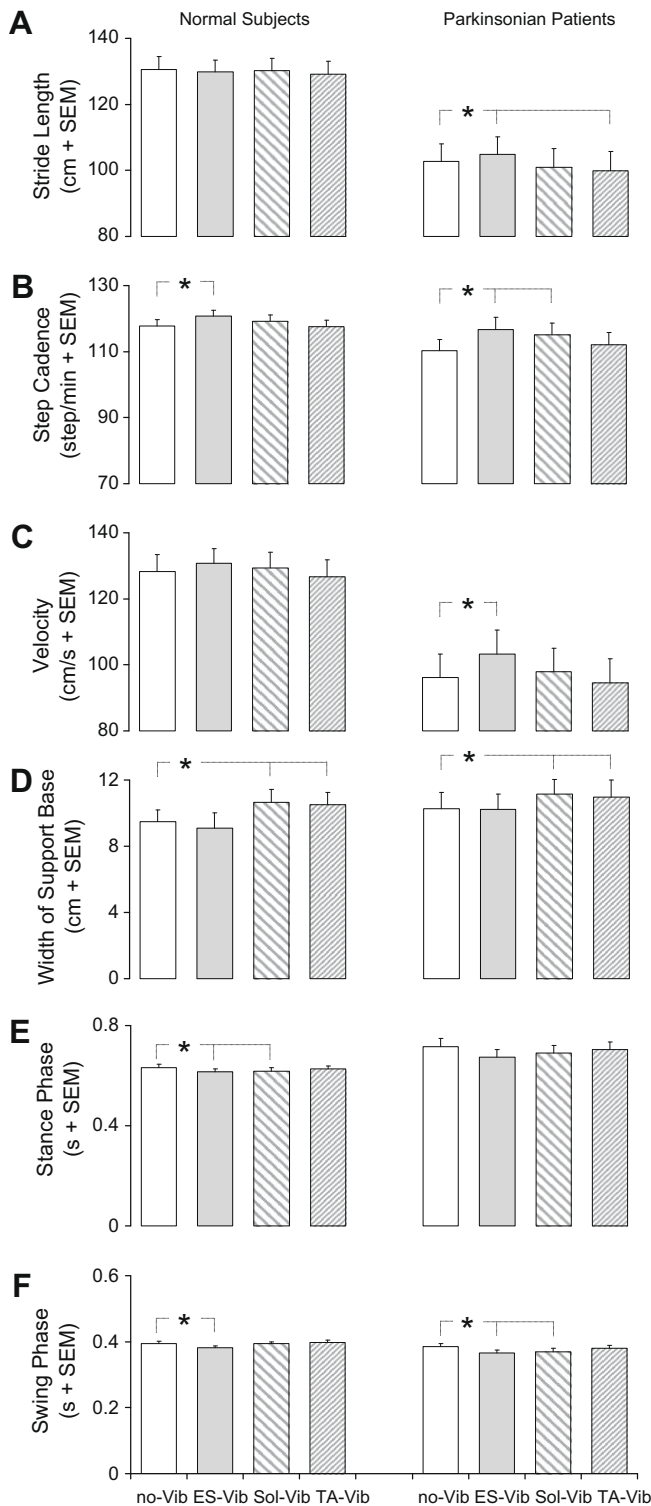 Normal Subjects Parkinsonian Patients
A
Stride Length
(cm + SEM)
130
120
100
80
*
B
Step Cadence
(step/min + SEM)
130
110
90
70
* *
C
Velocity
(cm/s + SEM)
140
120
100
80
*
D
Width of Support Base
(cm + SEM)
12
8
4
0
* *
E
Stance Phase
(s + SEM)
0.8
0.4
0
*
F
Swing Phase
(s + SEM)
0.6
0.4
0.2
0
* *
no-Vib ES-Vib Sol-Vib TA-Vib no-Vib ES-Vib Sol-Vib TA-Vib